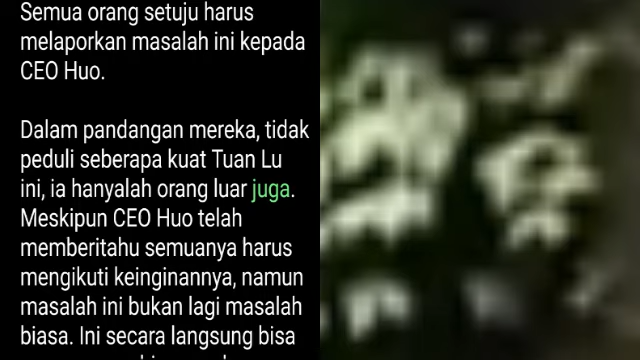 Semua orang setuju harus
melaporkan masalah ini kepada
CEO Huo.
Dalam pandangan mereka, tidak
peduli seberapa kuat Tuan Lu
ini, ia hanyalah orang luar juga.
Meskipun CEO Huo telah
memberitahu semuanya harus
mengikuti keinginannya, namun
masalah ini bukan lagi masalah
biasa. Ini secara langsung bisa